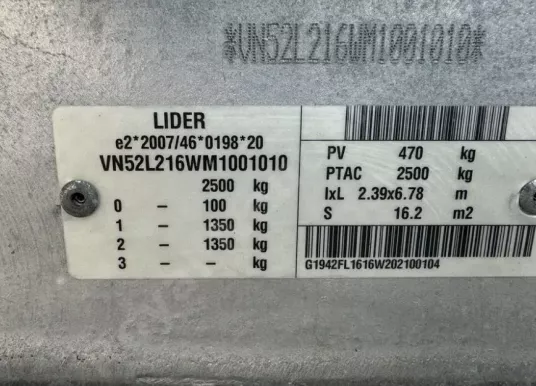 *VN52L216WM1001010*
LIDER
e2*2007/46*0198*20
VN52L216WM1001010
2500 kg
0 – 100 kg
1 – 1350 kg
2 – 1350 kg
3 – – kg
PV 470 kg
PTAC 2500 kg
lxL 2.39x6.78 m
S 16.2 m2
G1942FL1616W202100104